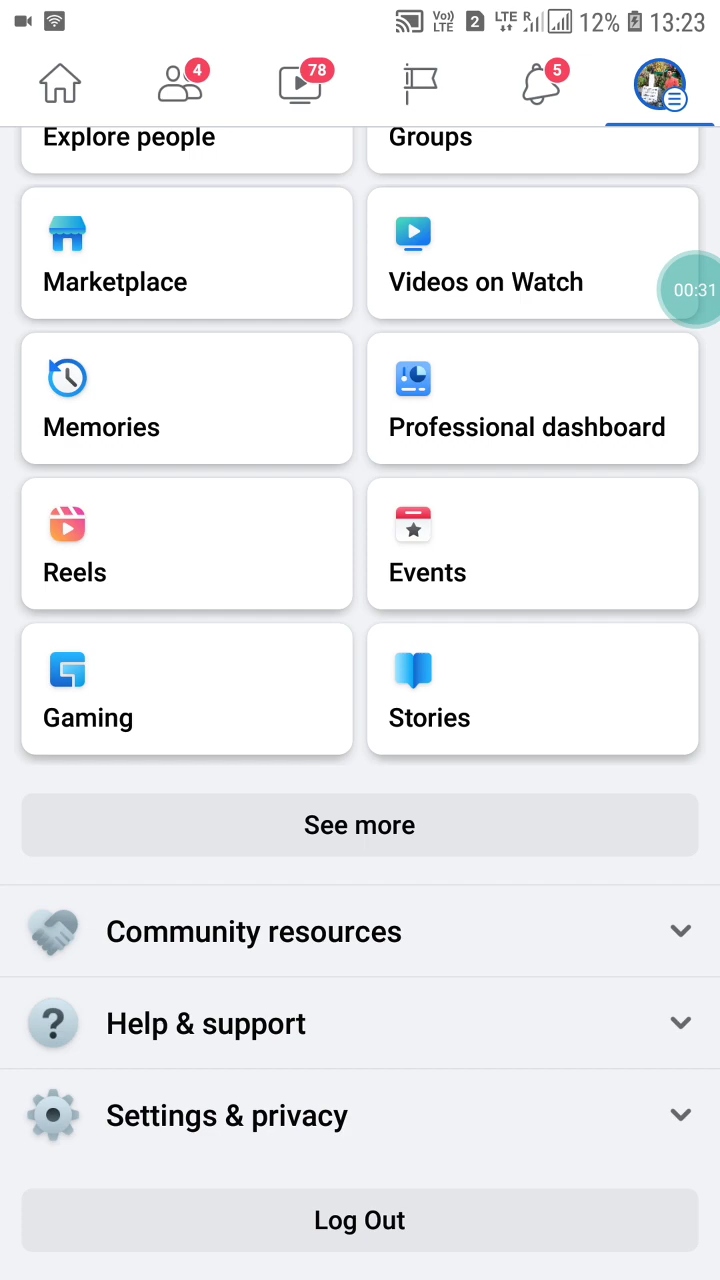 Vo)) LTE 2 LTE R 12% 13:23
4 78 5
Explore people Groups
Marketplace Videos on Watch
00:31
Memories Professional dashboard
Reels Events
Gaming Stories
See more
Community resources
Help & support
Settings & privacy
Log Out